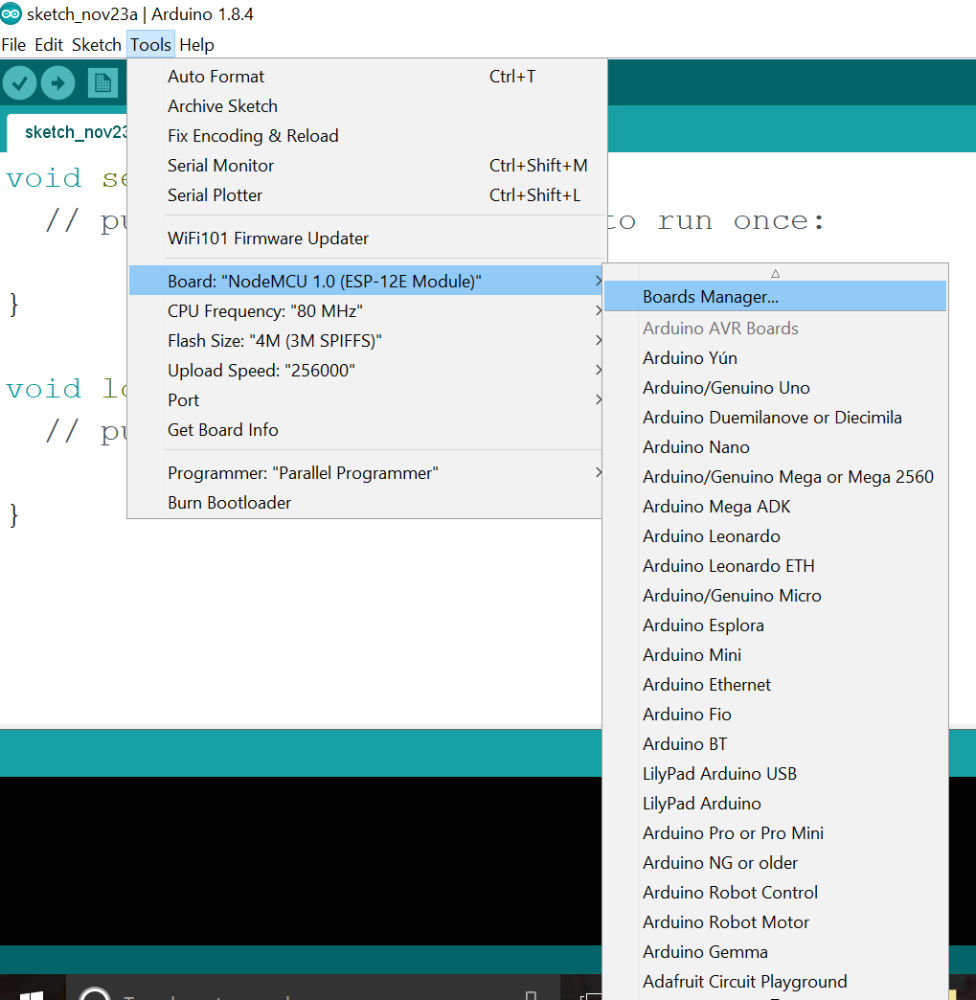 sketch_nov23a | Arduino 1.8.4
File Edit Sketch Tools Help
Auto Format Ctrl+T
Archive Sketch
Fix Encoding & Reload
Serial Monitor Ctrl+Shift+M
Serial Plotter Ctrl+Shift+L
WiFi101 Firmware Updater
Board: "NodeMCU 1.0 (ESP-12E Module)"
CPU Frequency: "80 MHz"
Flash Size: "4M (3M SPIFFS)"
Upload Speed: "256000"
Port
Get Board Info
Programmer: "Parallel Programmer"
Burn Bootloader
Boards Manager...
Arduino AVR Boards
Arduino Yún
Arduino/Genuino Uno
Arduino Duemilanove or Diecimila
Arduino Nano
Arduino/Genuino Mega or Mega 2560
Arduino Mega ADK
Arduino Leonardo
Arduino Leonardo ETH
Arduino/Genuino Micro
Arduino Esplora
Arduino Mini
Arduino Ethernet
Arduino Fio
Arduino BT
LilyPad Arduino USB
LilyPad Arduino
Arduino Pro or Pro Mini
Arduino NG or older
Arduino Robot Control
Arduino Robot Motor
Arduino Gemma
Adafruit Circuit Playground
sketch_nov23
void se
// pu to run once:
}
void lo
// pu
}